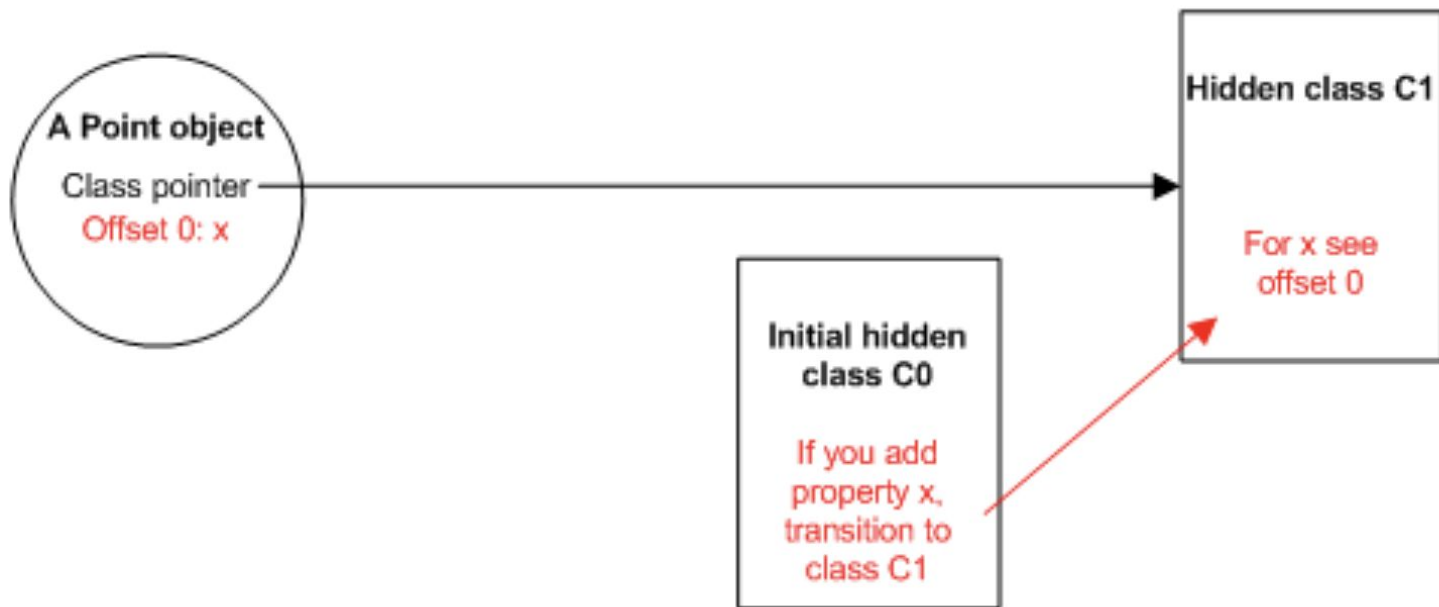 A Point object
Class pointer
Offset 0: x
Hidden class C1
For x see
offset 0
Initial hidden
class C0
If you add
property x,
transition to
class C1